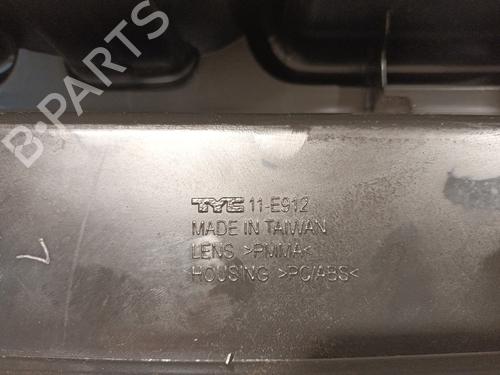 B-PARTS
TYC 11-E912
MADE IN TAIWAN
LENS >PMMA<
HOUSING >PC/ABS<